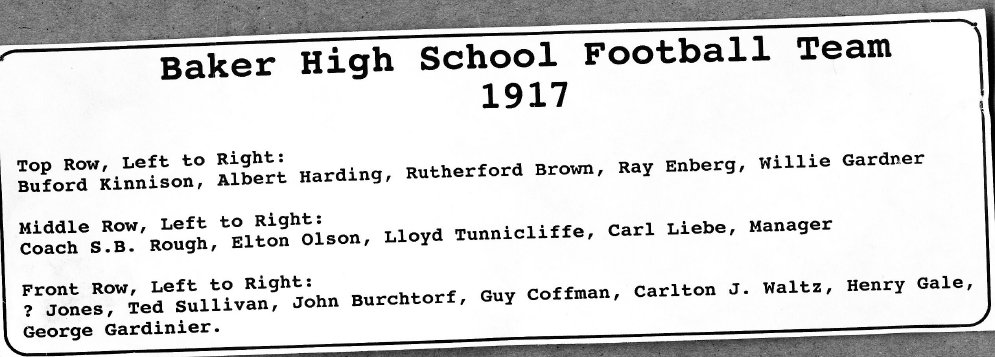 Baker High School Football Team
1917
Top Row, Left to Right:
Buford Kinnison, Albert Harding, Rutherford Brown, Ray Enberg, Willie Gardner
Middle Row, Left to Right:
Coach S.B. Rough, Elton Olson, Lloyd Tunnicliffe, Carl Liebe, Manager
Front Row, Left to Right:
? Jones, Ted Sullivan, John Burchtorf, Guy Coffman, Carlton J. Waltz, Henry Gale,
George Gardinier.